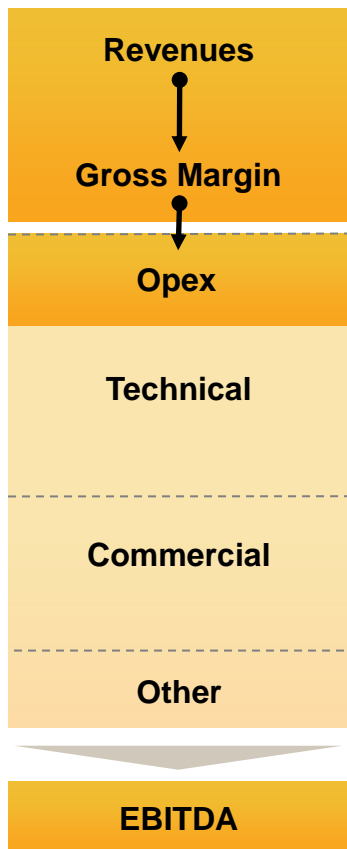 Revenues
Gross Margin
Opex
Technical
Commercial
Other
EBITDA